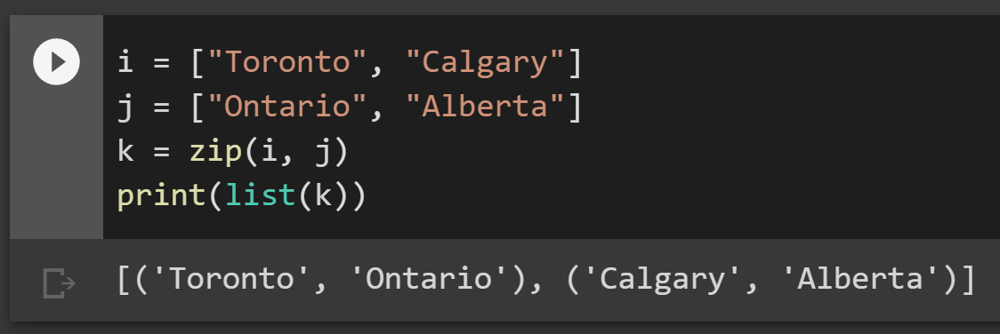 i = ["Toronto", "Calgary"]
j = ["Ontario", "Alberta"]
k = zip(i, j)
print(list(k))
[('Toronto', 'Ontario'), ('Calgary', 'Alberta')]